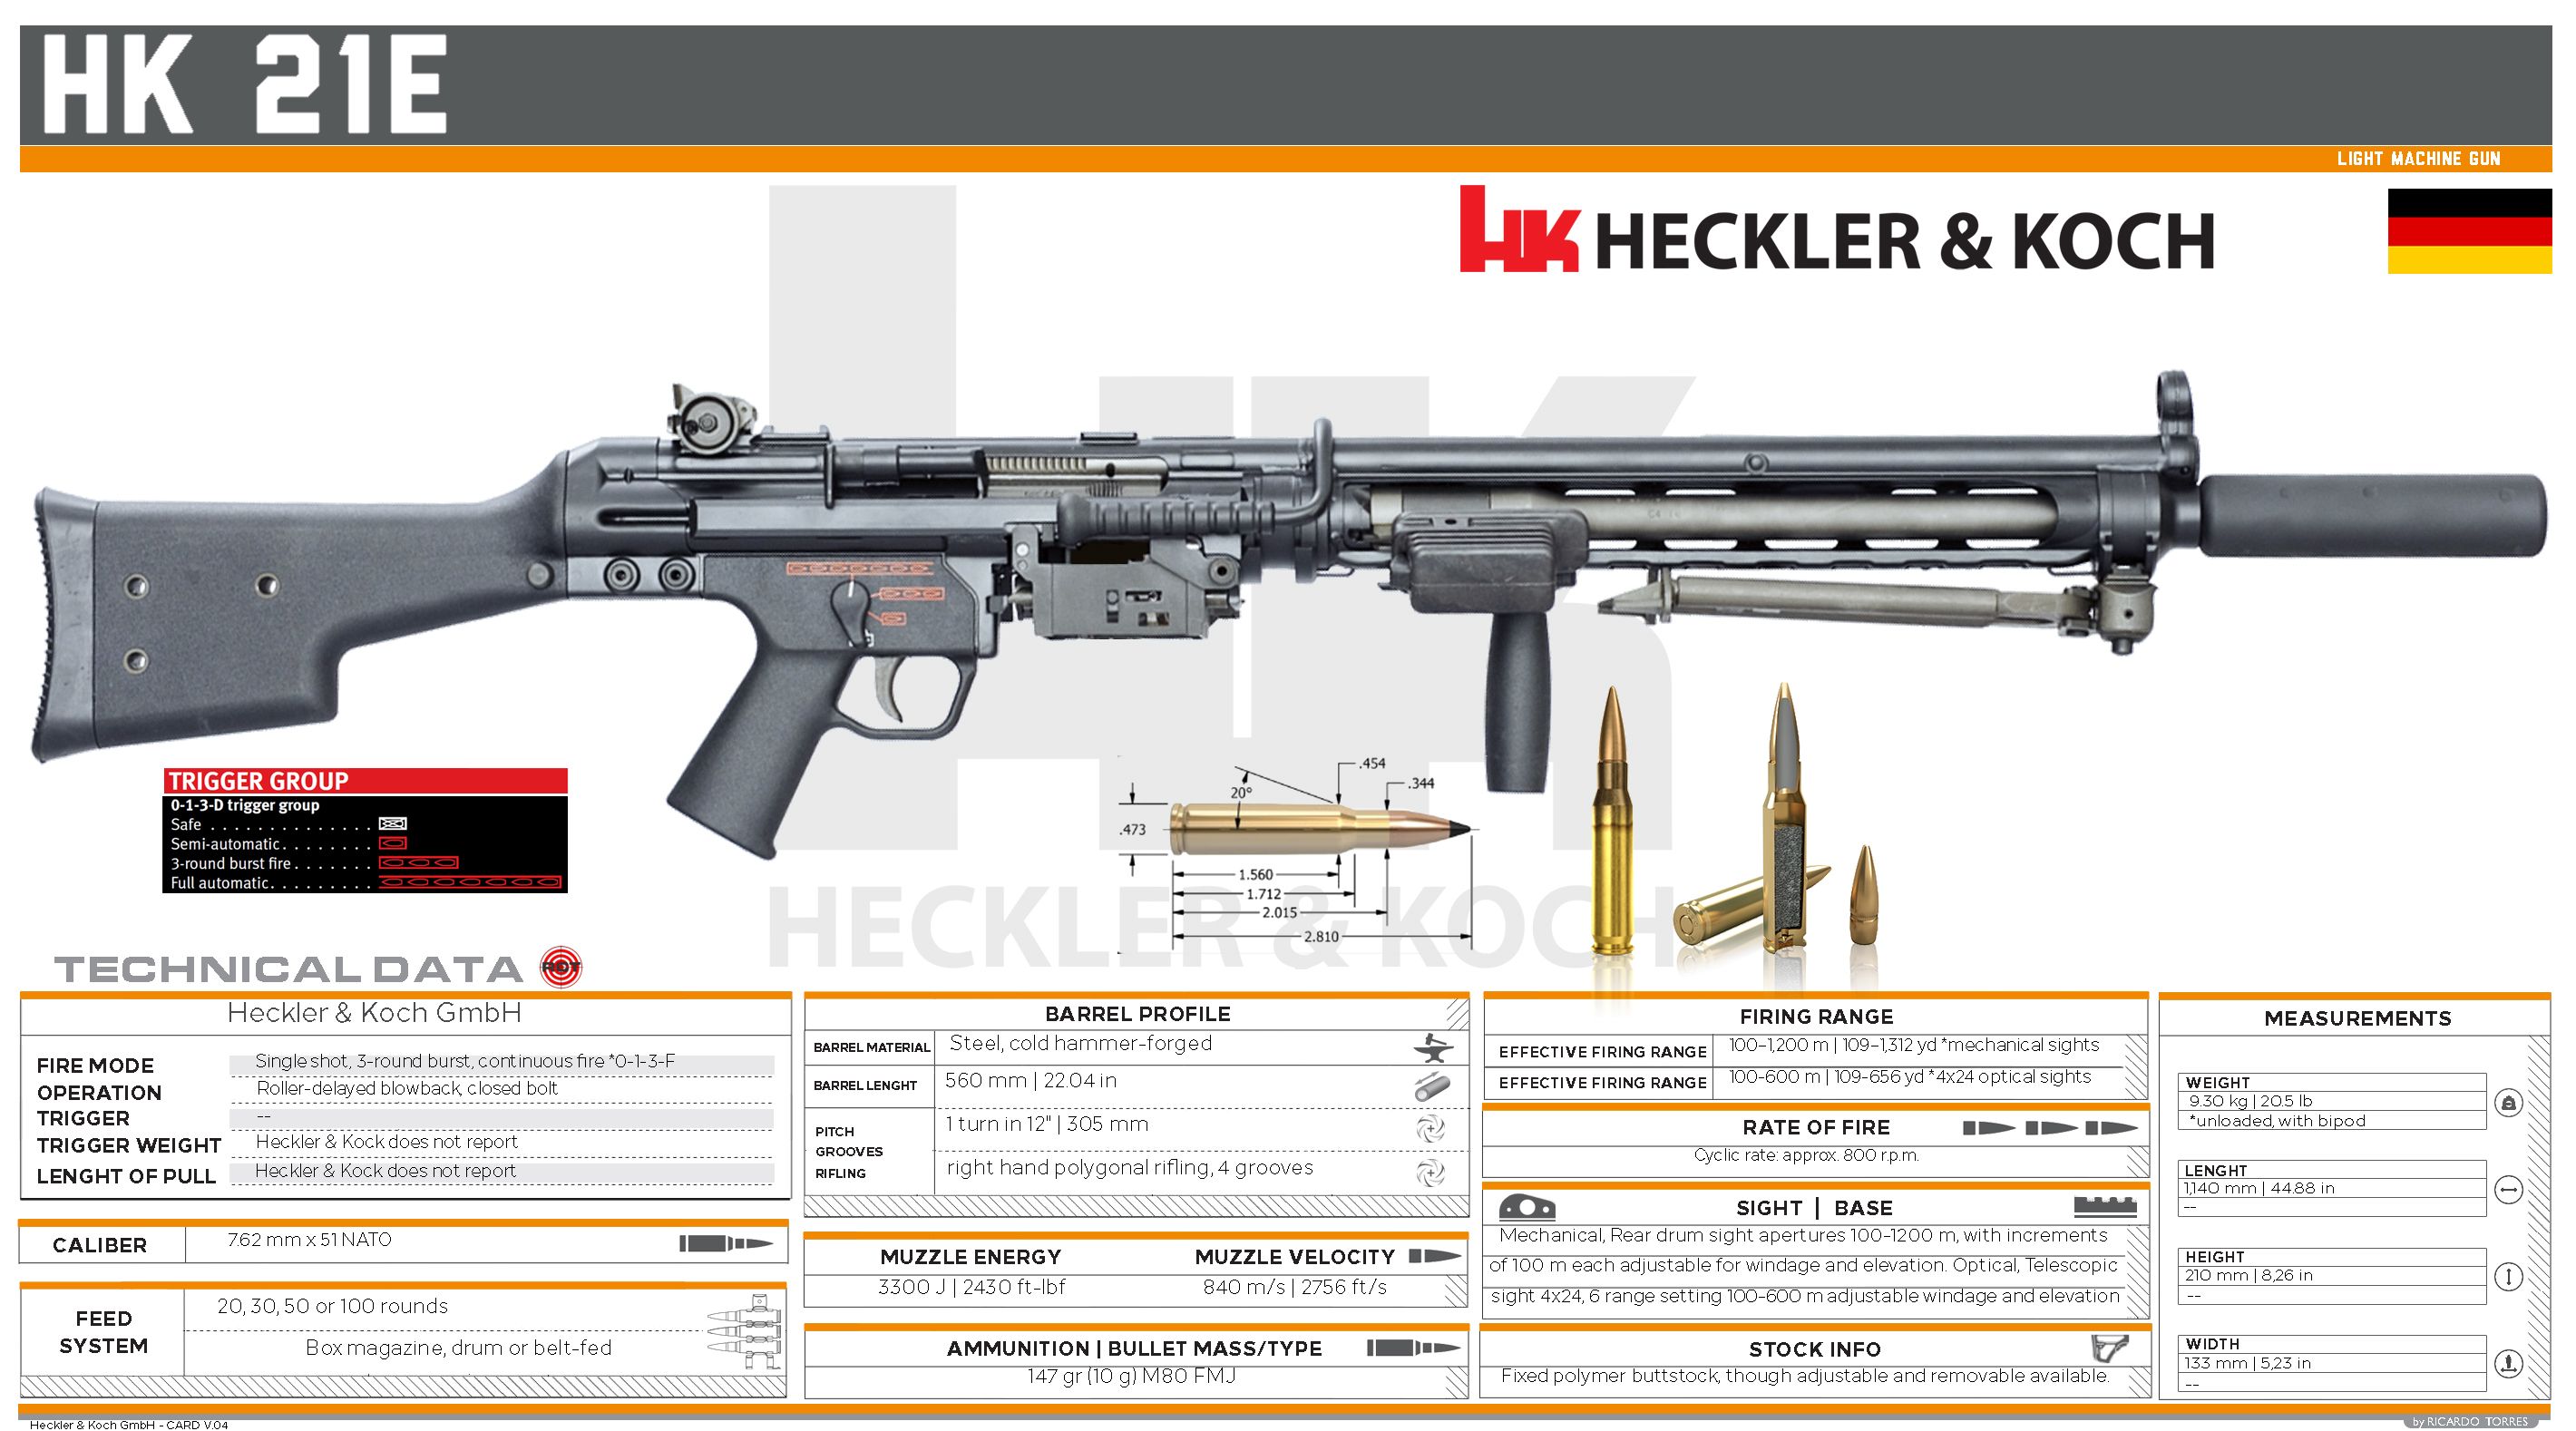 HK 21E
LIGHT MACHINE GUN
HK HECKLER & KOCH
TRIGGER GROUP
0-1-3-D trigger group
Safe . . . . . . . . . . . . . .
Semi-automatic. . . . . . . .
3-round burst fire. . . . . . .
Full automatic. . . . . . . . .
.454
.344
20°
.473
1.560
1.712
2.015
2.810
HECKLER & KOCH
TECHNICAL DATA RDT
Heckler & Koch GmbH
FIRE MODE Single shot, 3-round burst, continuous fire *0-1-3-F
OPERATION Roller-delayed blowback, closed bolt
TRIGGER --
TRIGGER WEIGHT Heckler & Kock does not report
LENGHT OF PULL Heckler & Kock does not report
CALIBER 7.62 mm x 51 NATO
FEED SYSTEM
20, 30, 50 or 100 rounds
Box magazine, drum or belt-fed
BARREL PROFILE
BARREL MATERIAL Steel, cold hammer-forged
BARREL LENGHT 560 mm | 22.04 in
PITCH 1 turn in 12" | 305 mm
GROOVES
RIFLING right hand polygonal rifling, 4 grooves
MUZZLE ENERGY MUZZLE VELOCITY
3300 J | 2430 ft-lbf 840 m/s | 2756 ft/s
AMMUNITION | BULLET MASS/TYPE
147 gr (10 g) M80 FMJ
FIRING RANGE
EFFECTIVE FIRING RANGE 100–1,200 m | 109–1,312 yd *mechanical sights
EFFECTIVE FIRING RANGE 100-600 m | 109-656 yd *4x24 optical sights
RATE OF FIRE
Cyclic rate: approx. 800 r.p.m.
SIGHT | BASE
Mechanical, Rear drum sight apertures 100-1200 m, with increments
of 100 m each adjustable for windage and elevation. Optical, Telescopic
sight 4x24, 6 range setting 100-600 m adjustable windage and elevation
STOCK INFO
Fixed polymer buttstock, though adjustable and removable available.
MEASUREMENTS
WEIGHT
9.30 kg | 20.5 lb
*unloaded, with bipod
LENGHT
1,140 mm | 44.88 in
--
HEIGHT
210 mm | 8,26 in
--
WIDTH
133 mm | 5,23 in
--
Heckler & Koch GmbH - CARD V.04
by RICARDO TORRES